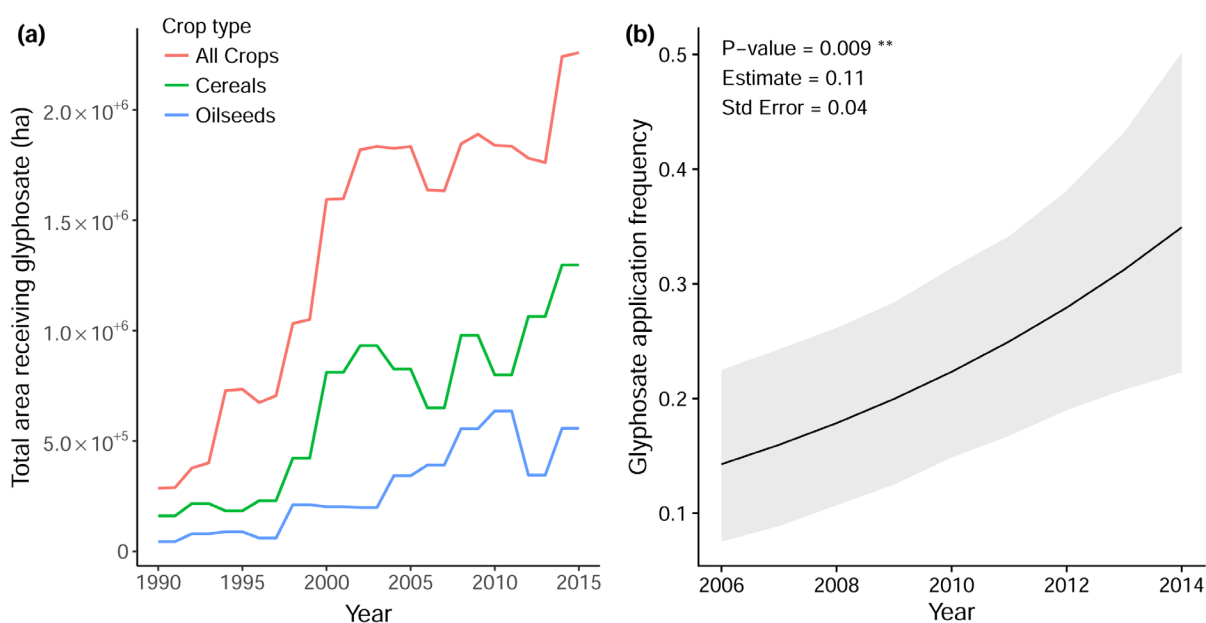 (a)
Crop type
All Crops
Cereals
Oilseeds
Total area receiving glyphosate (ha)
2.0×10⁺⁶
1.5×10⁺⁶
1.0×10⁺⁶
5.0×10⁺⁵
0
1990 1995 2000 2005 2010 2015
Year
(b)
P−value = 0.009 **
Estimate = 0.11
Std Error = 0.04
Glyphosate application frequency
0.5
0.4
0.3
0.2
0.1
2006 2008 2010 2012 2014
Year